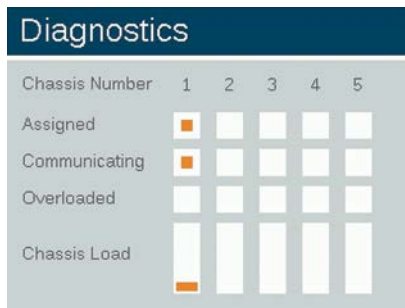 Diagnostics
Chassis Number 1 2 3 4 5
Assigned
Communicating
Overloaded
Chassis Load